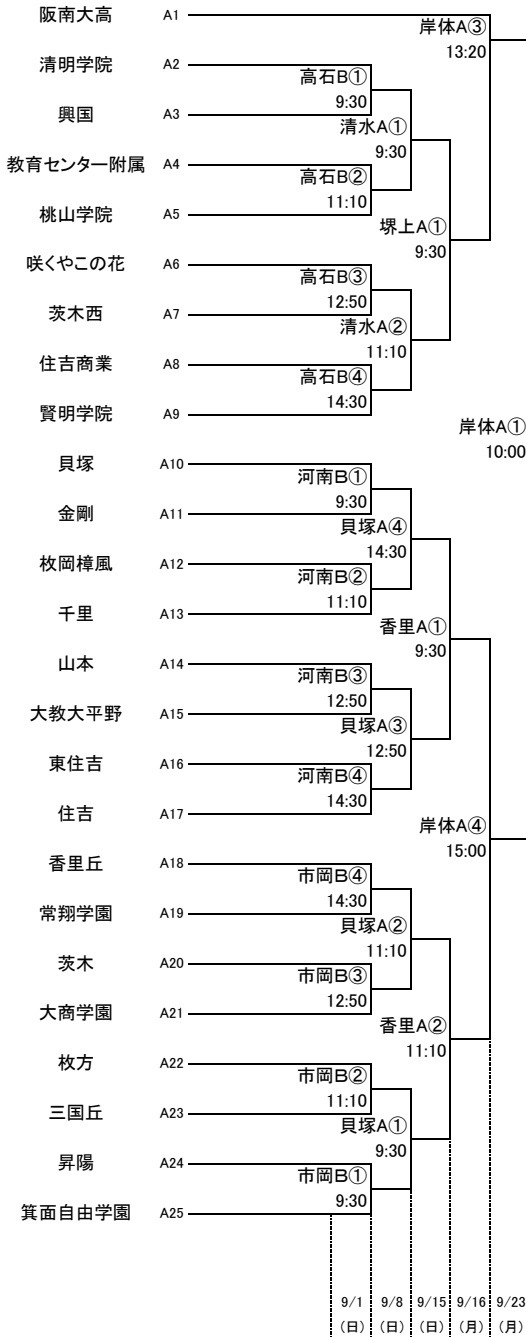 阪南大高 A1
岸体A③
13:20
清明学院 A2
高石B①
9:30
興国 A3
清水A①
9:30
教育センター附属 A4
高石B②
11:10
桃山学院 A5
堺上A①
9:30
咲くやこの花 A6
高石B③
12:50
茨木西 A7
清水A②
11:10
住吉商業 A8
高石B④
14:30
賢明学院 A9
岸体A①
10:00
貝塚 A10
河南B①
9:30
金剛 A11
貝塚A④
14:30
枚岡樟風 A12
河南B②
11:10
千里 A13
香里A①
9:30
山本 A14
河南B③
12:50
大教大平野 A15
貝塚A③
12:50
東住吉 A16
河南B④
14:30
住吉 A17
岸体A④
15:00
香里丘 A18
市岡B④
14:30
常翔学園 A19
貝塚A②
11:10
茨木 A20
市岡B③
12:50
大商学園 A21
香里A②
11:10
枚方 A22
市岡B②
11:10
三国丘 A23
貝塚A①
9:30
昇陽 A24
市岡B①
9:30
箕面自由学園 A25
9/1 9/8 9/15 9/16 9/23
(日) (日) (日) (月) (月)